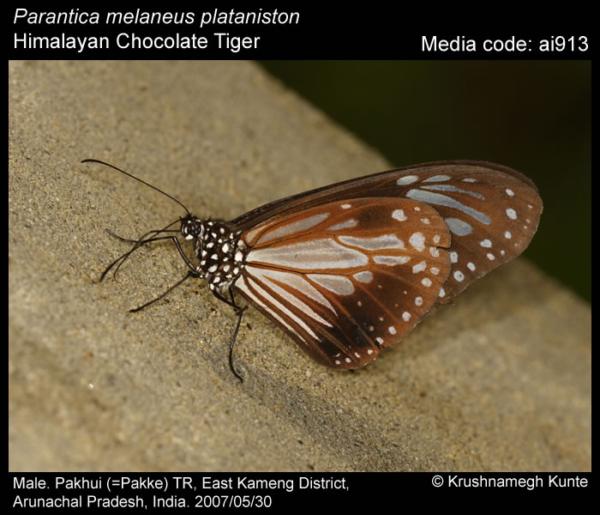 Parantica melaneus plataniston
Himalayan Chocolate Tiger
Media code: ai913
Male. Pakhui (=Pakke) TR, East Kameng District,
Arunachal Pradesh, India. 2007/05/30
© Krushnamegh Kunte